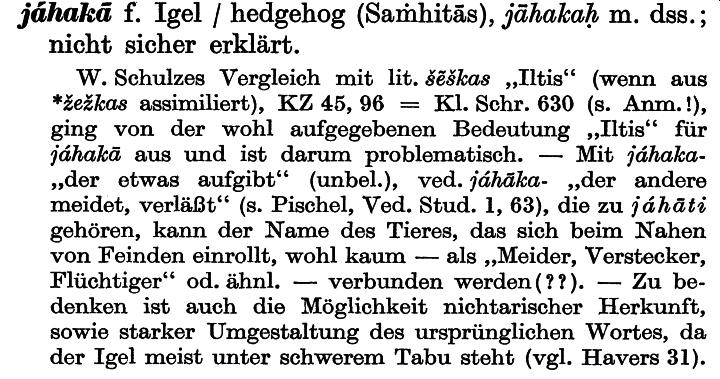 jáhakā f. Igel / hedgehog (Saṁhitās), jāhakaḥ m. dss.;
nicht sicher erklärt.
W. Schulzes Vergleich mit lit. šẽškas „Iltis“ (wenn aus
*žežkas assimiliert), KZ 45, 96 = Kl. Schr. 630 (s. Anm.!),
ging von der wohl aufgegebenen Bedeutung „Iltis“ für
jáhakā aus und ist darum problematisch. — Mit jáhaka-
„der etwas aufgibt“ (unbel.), ved. jáhāka- „der andere
meidet, verläßt“ (s. Pischel, Ved. Stud. 1, 63), die zu jáhāti
gehören, kann der Name des Tieres, das sich beim Nahen
von Feinden einrollt, wohl kaum — als „Meider, Verstecker,
Flüchtiger“ od. ähnl. — verbunden werden(??). — Zu be-
denken ist auch die Möglichkeit nichtarischer Herkunft,
sowie starker Umgestaltung des ursprünglichen Wortes, da
der Igel meist unter schwerem Tabu steht (vgl. Havers 31).